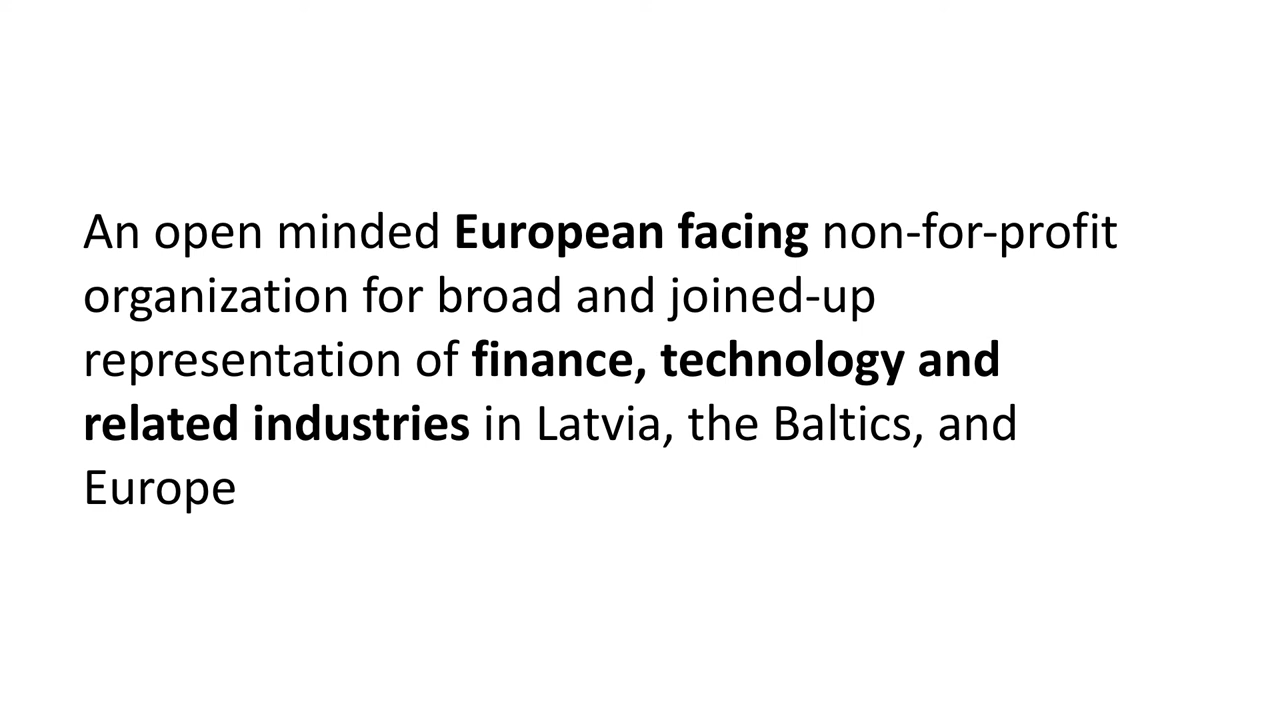 An open minded European facing non-for-profit
organization for broad and joined-up
representation of finance, technology and
related industries in Latvia, the Baltics, and
Europe